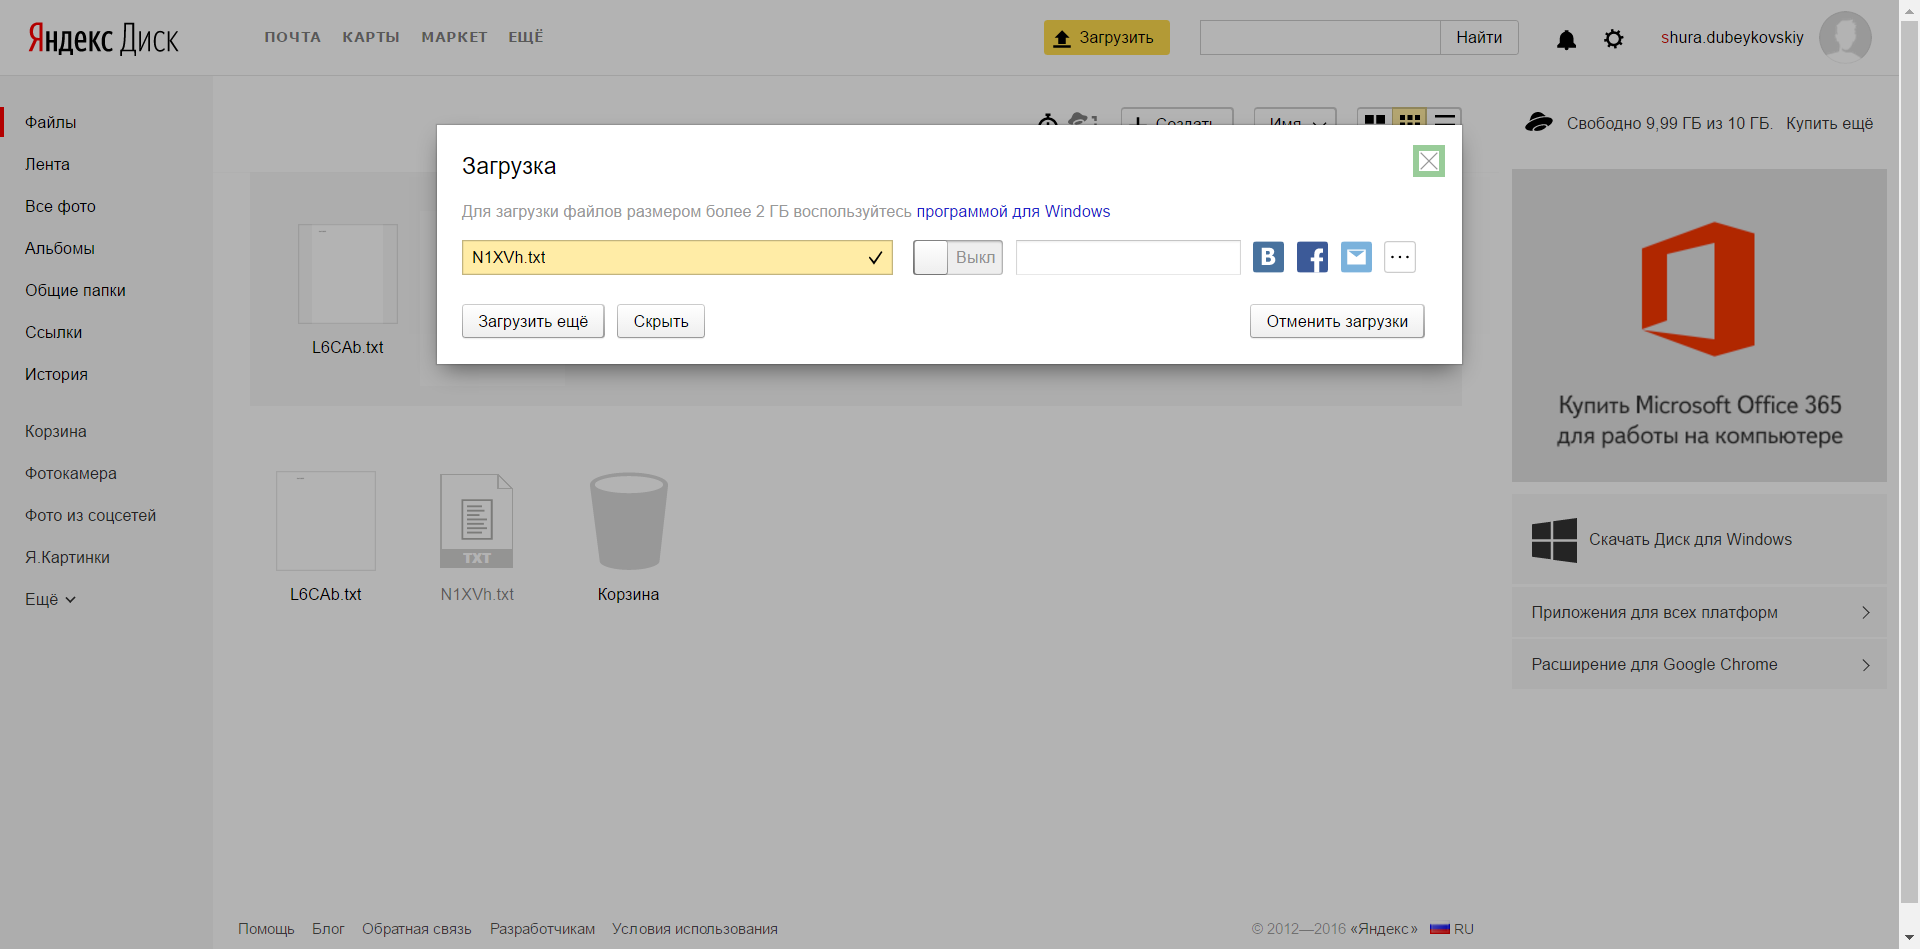 Яндекс Диск
ПОЧТА КАРТЫ МАРКЕТ ЕЩЁ
Загрузить
Найти
shura.dubeykovskiy
Файлы
Лента
Все фото
Альбомы
Общие папки
Ссылки
История
Корзина
Фотокамера
Фото из соцсетей
Я.Картинки
Ещё
Создать
Имя
Свободно 9,99 ГБ из 10 ГБ. Купить ещё
Загрузка
Для загрузки файлов размером более 2 ГБ воспользуйтесь программой для Windows
N1XVh.txt
Выкл
B
f
Загрузить ещё
Скрыть
Отменить загрузки
L6CAb.txt
TXT
L6CAb.txt
N1XVh.txt
Корзина
Купить Microsoft Office 365
для работы на компьютере
Скачать Диск для Windows
Приложения для всех платформ
Расширение для Google Chrome
Помощь Блог Обратная связь Разработчикам Условия использования
© 2012—2016 «Яндекс» RU